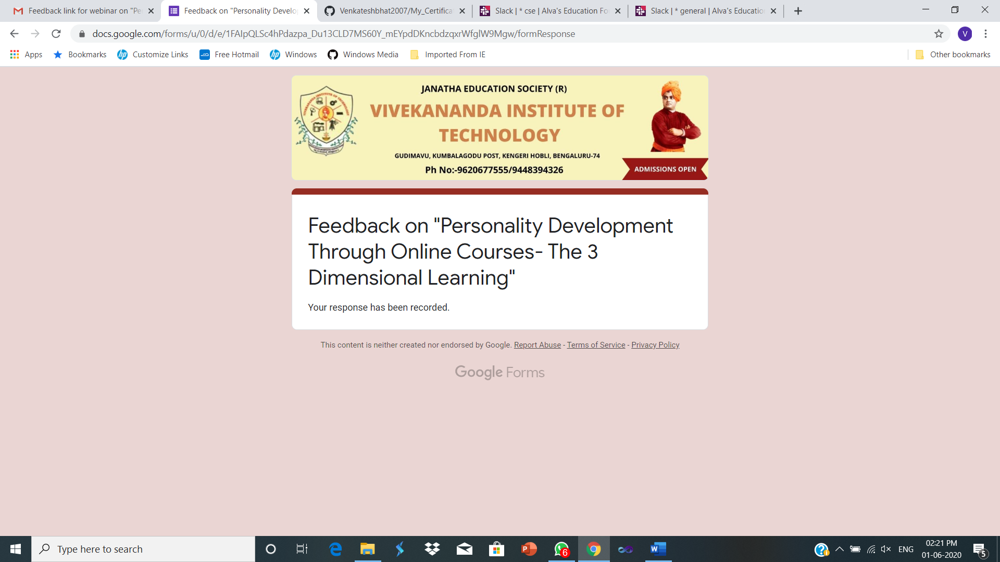 Feedback link for webinar on "Pe
Feedback on "Personality Develo
Venkateshbhat2007/My_Certifica
Slack | * cse | Alva's Education Fo
Slack | * general | Alva's Educatio
docs.google.com/forms/u/0/d/e/1FAIpQLSc4hPdazpa_Du13CLD7MS60Y_mEYpdDKncbdzqxrWfglW9Mgw/formResponse
V
Apps
Bookmarks
Customize Links
Free Hotmail
Windows
Windows Media
Imported From IE
Other bookmarks
JANATHA EDUCATION SOCIETY (R)
VIVEKANANDA INSTITUTE OF
TECHNOLOGY
GUDIMAVU, KUMBALAGODU POST, KENGERI HOBLI, BENGALURU-74
Ph No:-9620677555/9448394326
ADMISSIONS OPEN
Feedback on "Personality Development
Through Online Courses- The 3
Dimensional Learning"
Your response has been recorded.
This content is neither created nor endorsed by Google. Report Abuse - Terms of Service - Privacy Policy
Google Forms
Type here to search
6
ENG
02:21 PM
01-06-2020
5